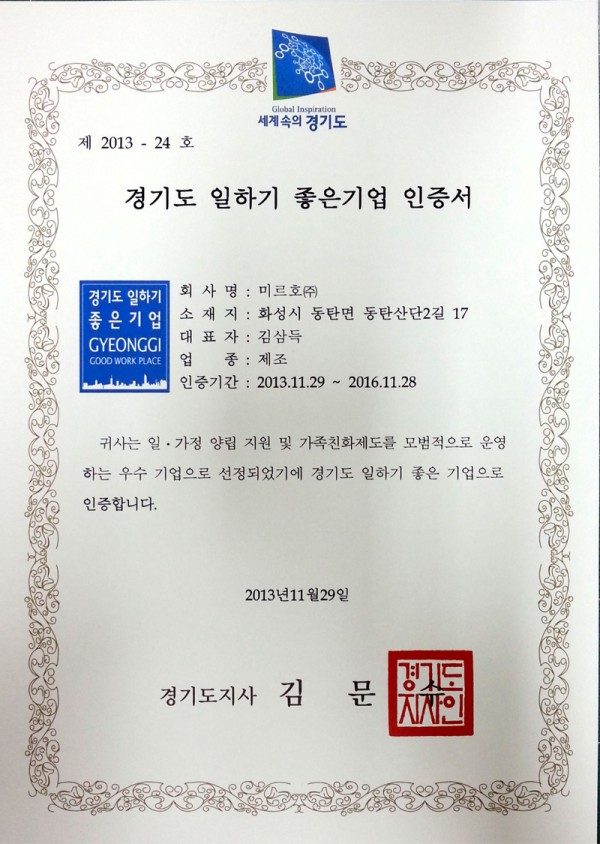 Global Inspiration
세계 속의 경기도
제 2013 - 24 호
경기도 일하기 좋은기업 인증서
경기도 일하기
좋은기업
GYEONGGI
GOOD WORK PLACE
회 사 명 : 미르호㈜
소 재 지 : 화성시 동탄면 동탄산단2길 17
대 표 자 : 김삼득
업 종 : 제조
인증기간 : 2013.11.29 ~ 2016.11.28
귀사는 일·가정 양립 지원 및 가족친화제도를 모범적으로 운영
하는 우수 기업으로 선정되었기에 경기도 일하기 좋은 기업으로
인증합니다.
2013년11월29일
경기도지사 김 문 수
경기도
지사인